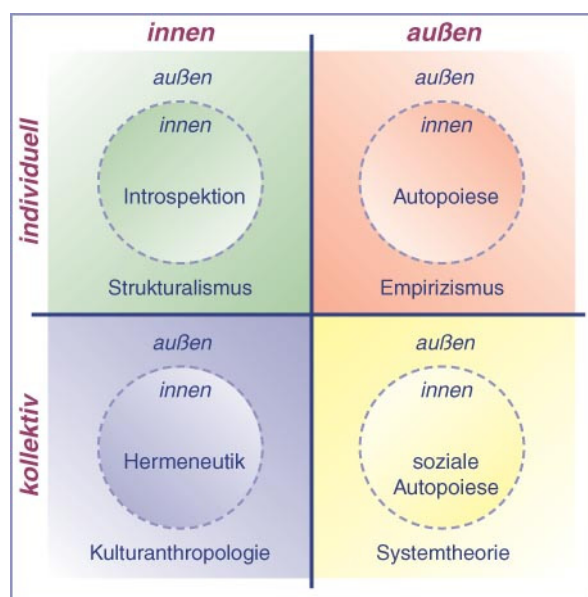 innen
außen
individuell
außen
innen
Introspektion
Strukturalismus
außen
innen
Autopoiese
Empirizismus
kollektiv
außen
innen
Hermeneutik
Kulturanthropologie
außen
innen
soziale
Autopoiese
Systemtheorie